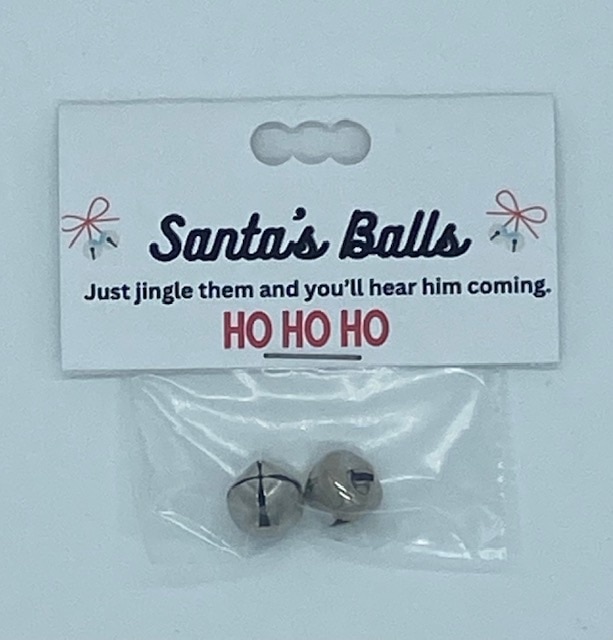 Santa's Balls
Just jingle them and you'll hear him coming.
HO HO HO